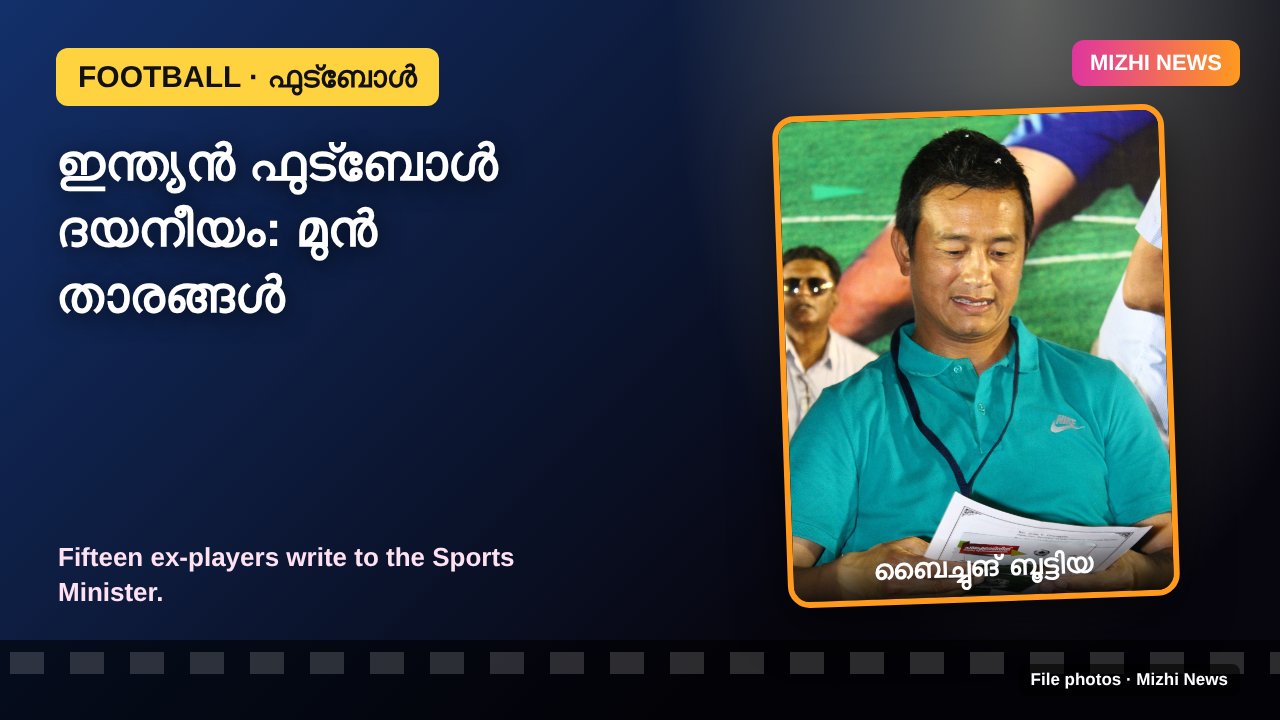 FOOTBALL · ഫുട്ബോൾ
MIZHI NEWS
ഇന്ത്യൻ ഫുട്ബോൾ
ദയനീയം: മുൻ
താരങ്ങൾ
ബൈച്ചുങ് ബൂട്ടിയ
Fifteen ex-players write to the Sports
Minister.
File photos · Mizhi News